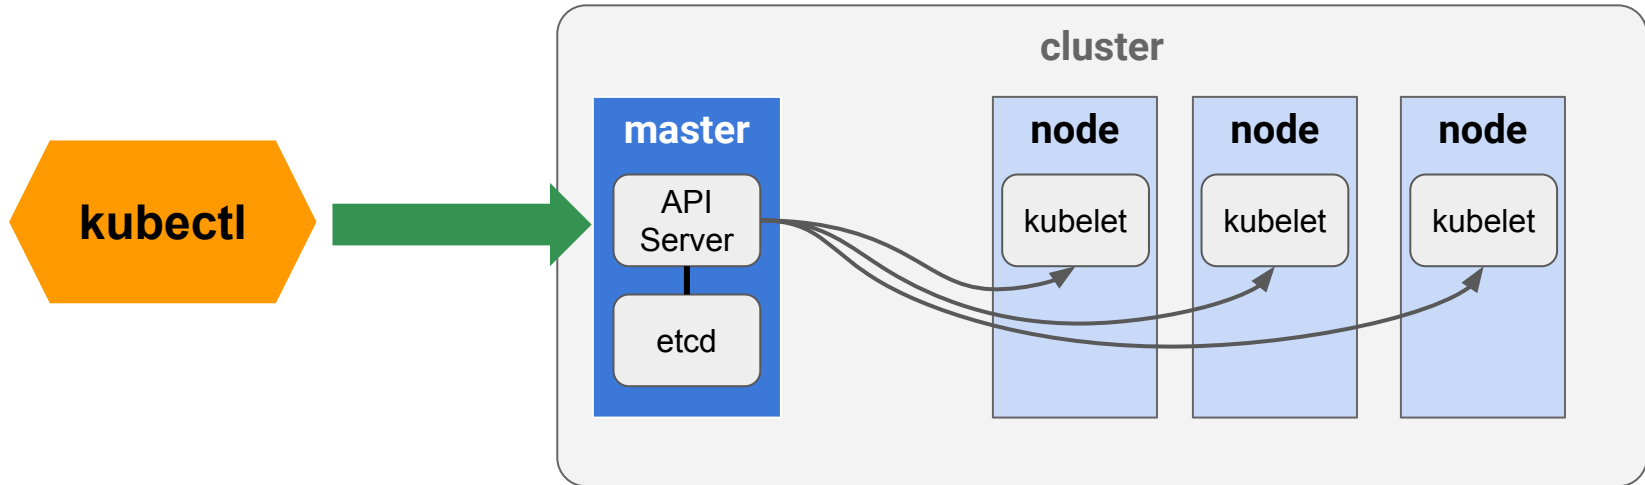 cluster
kubectl
master
API
Server
etcd
node
kubelet
node
kubelet
node
kubelet